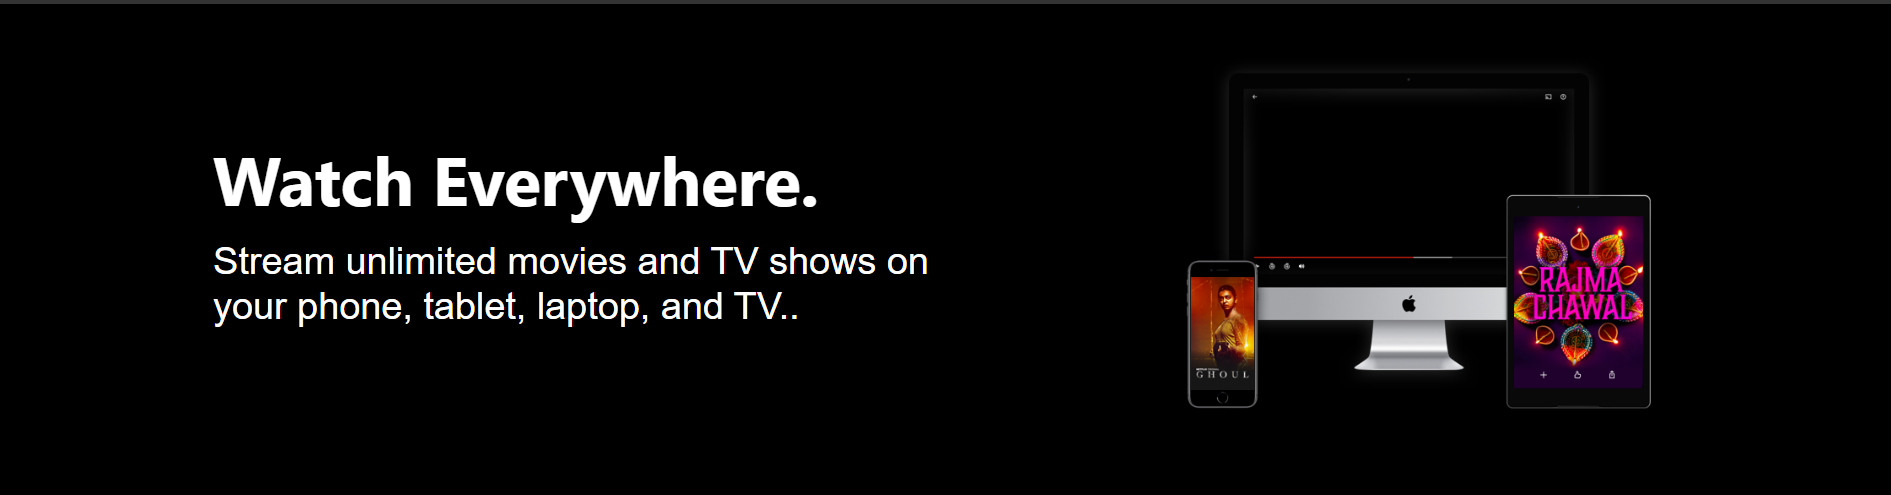 Watch Everywhere.
Stream unlimited movies and TV shows on
your phone, tablet, laptop, and TV..
RAJMA
CHAWAL
GHOUL